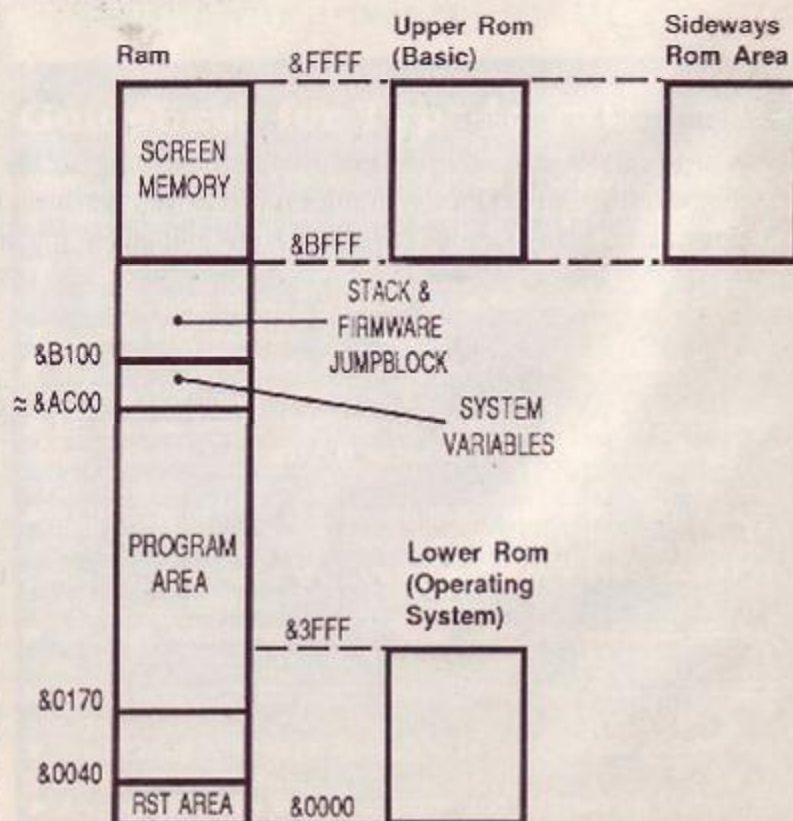 Ram
&FFFF
Upper Rom
(Basic)
Sideways
Rom Area
SCREEN
MEMORY
&BFFF
STACK &
FIRMWARE
JUMPBLOCK
&B100
≈ &AC00
SYSTEM
VARIABLES
PROGRAM
AREA
Lower Rom
(Operating
System)
&3FFF
&0170
&0040
RST AREA
&0000